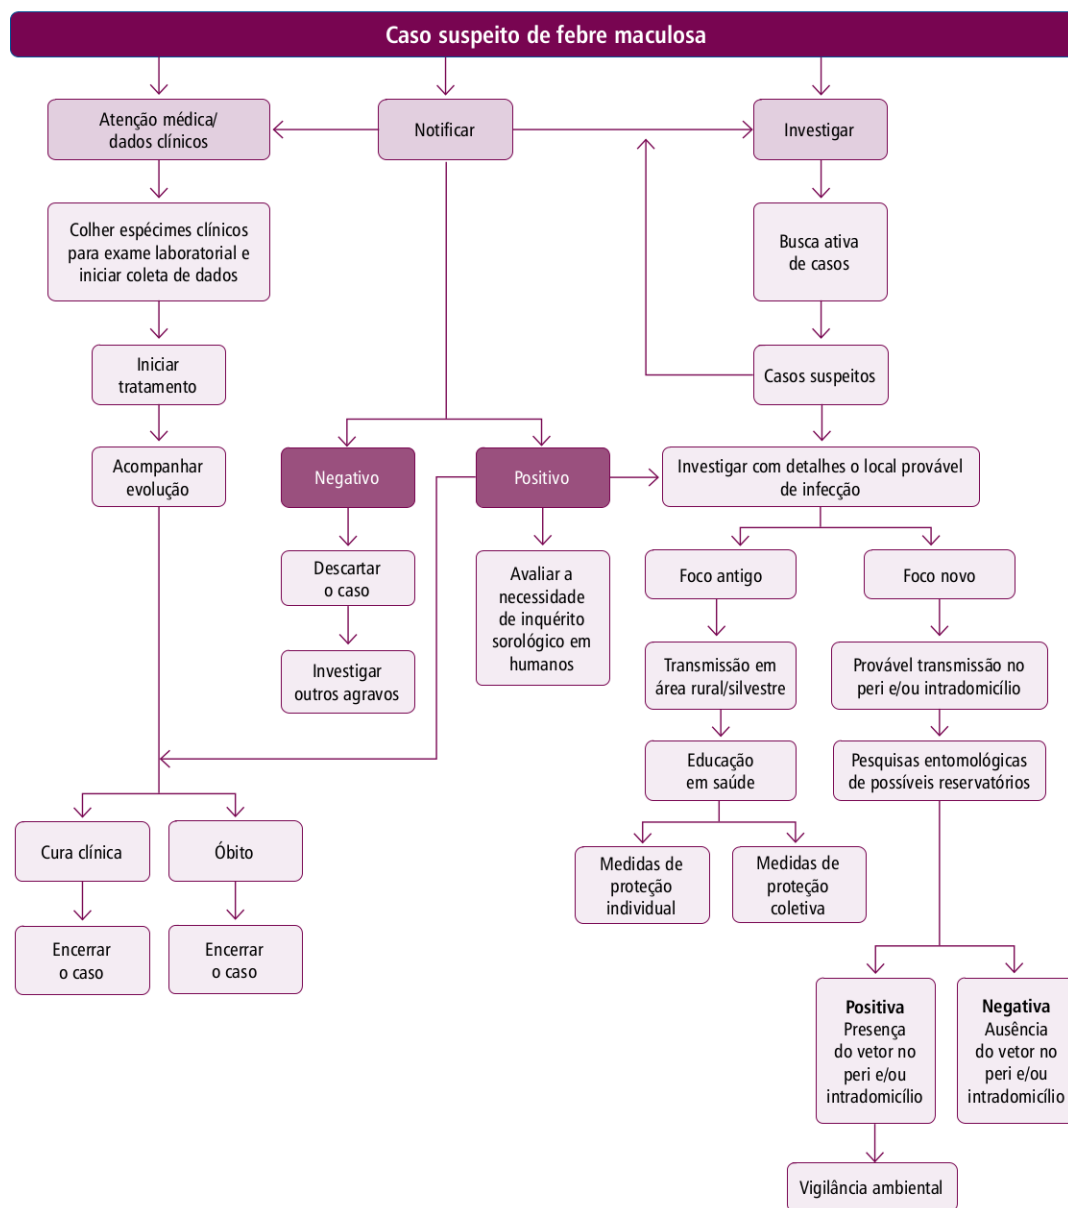 Caso suspeito de febre maculosa
Atenção médica/
dados clínicos
Notificar
Investigar
Colher espécimes clínicos
para exame laboratorial e
iniciar coleta de dados
Busca ativa
de casos
Iniciar
tratamento
Casos suspeitos
Acompanhar
evolução
Negativo
Positivo
Investigar com detalhes o local provável
de infecção
Descartar
o caso
Avaliar a
necessidade
de inquérito
sorológico em
humanos
Foco antigo
Foco novo
Investigar
outros agravos
Transmissão em
área rural/silvestre
Provável transmissão no
peri e/ou intradomicílio
Educação
em saúde
Pesquisas entomológicas
de possíveis reservatórios
Cura clínica
Óbito
Medidas de
proteção
individual
Medidas de
proteção
coletiva
Encerrar
o caso
Encerrar
o caso
Positiva
Presença
do vetor no
peri e/ou
intradomicílio
Negativa
Ausência
do vetor no
peri e/ou
intradomicílio
Vigilância ambiental